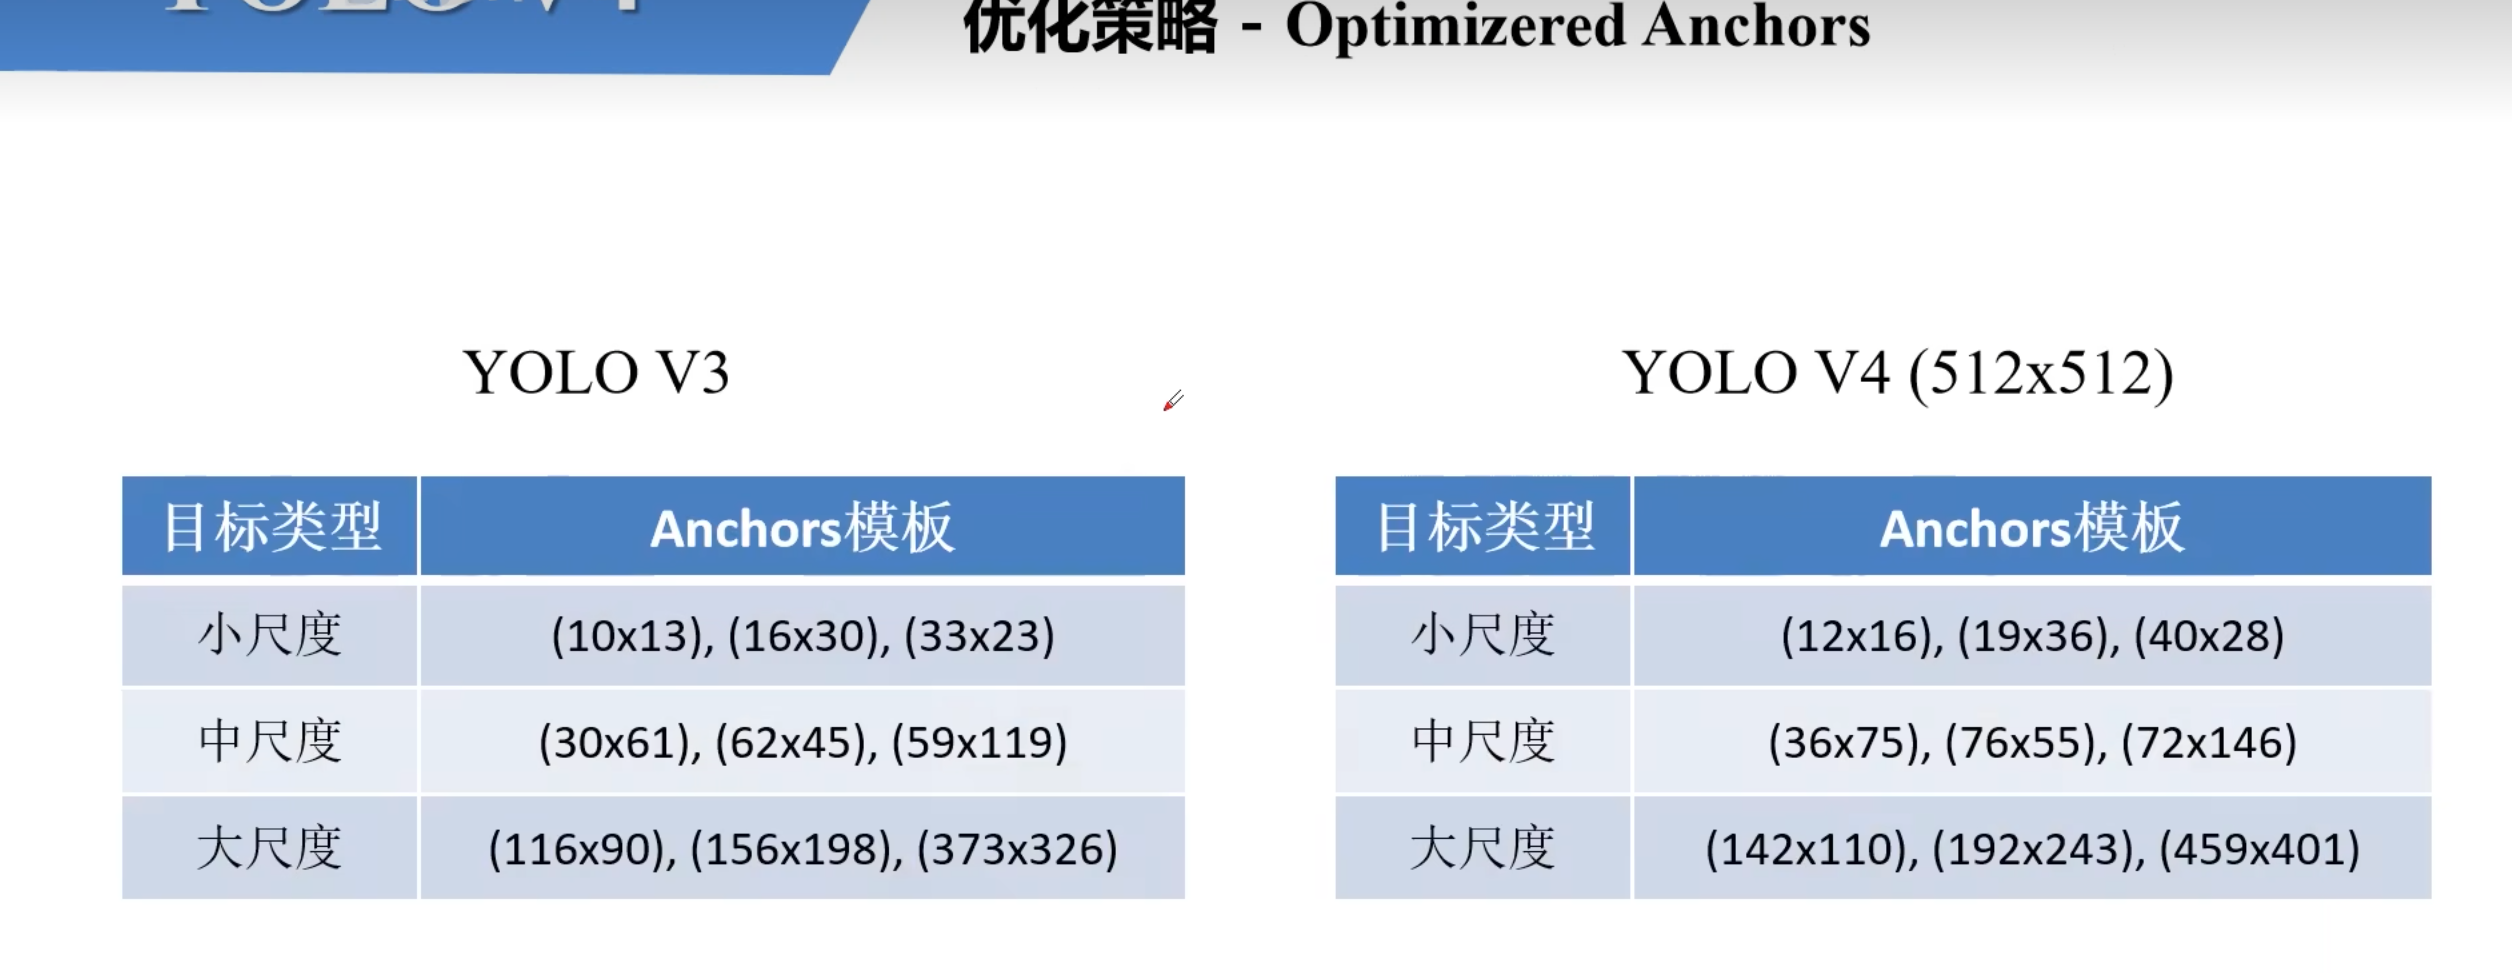 YOLO V4
优化策略 - Optimizered Anchors
YOLO V3
YOLO V4 (512x512)
目标类型 Anchors模板
小尺度 (10x13), (16x30), (33x23)
中尺度 (30x61), (62x45), (59x119)
大尺度 (116x90), (156x198), (373x326)
目标类型 Anchors模板
小尺度 (12x16), (19x36), (40x28)
中尺度 (36x75), (76x55), (72x146)
大尺度 (142x110), (192x243), (459x401)